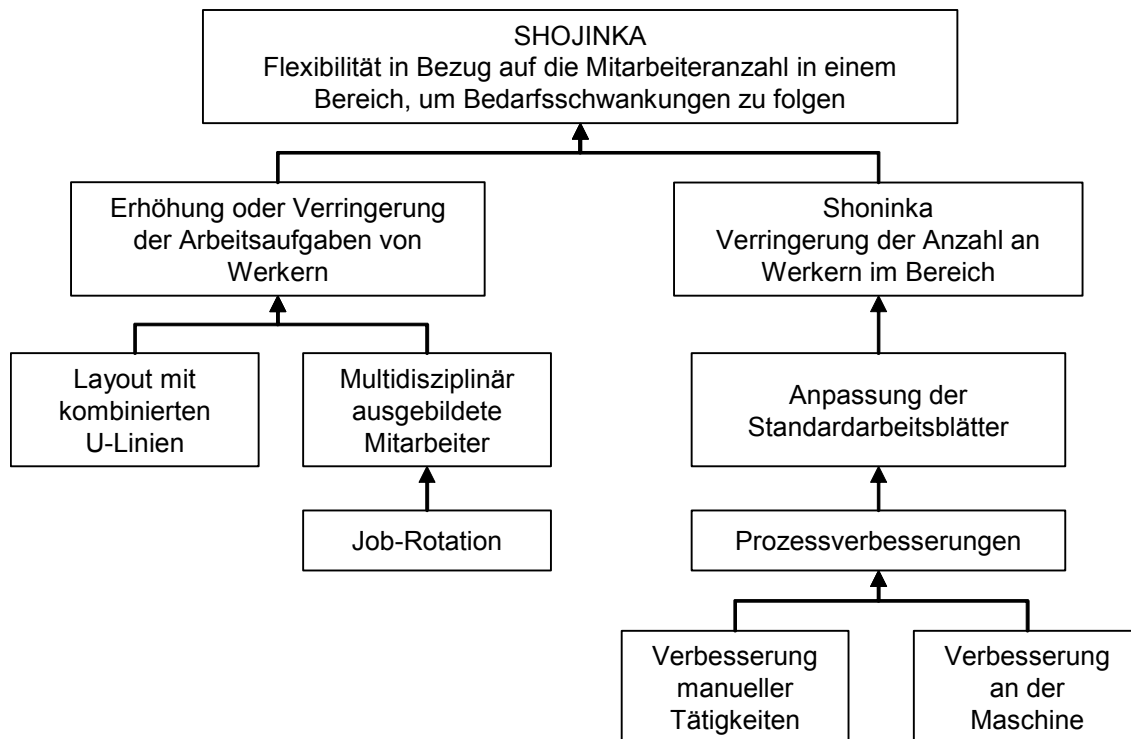 SHOJINKA
Flexibilität in Bezug auf die Mitarbeiteranzahl in einem
Bereich, um Bedarfsschwankungen zu folgen
Erhöhung oder Verringerung
der Arbeitsaufgaben von
Werkern
Shoninka
Verringerung der Anzahl an
Werkern im Bereich
Layout mit
kombinierten
U-Linien
Multidisziplinär
ausgebildete
Mitarbeiter
Anpassung der
Standardarbeitsblätter
Job-Rotation
Prozessverbesserungen
Verbesserung
manueller
Tätigkeiten
Verbesserung
an der
Maschine